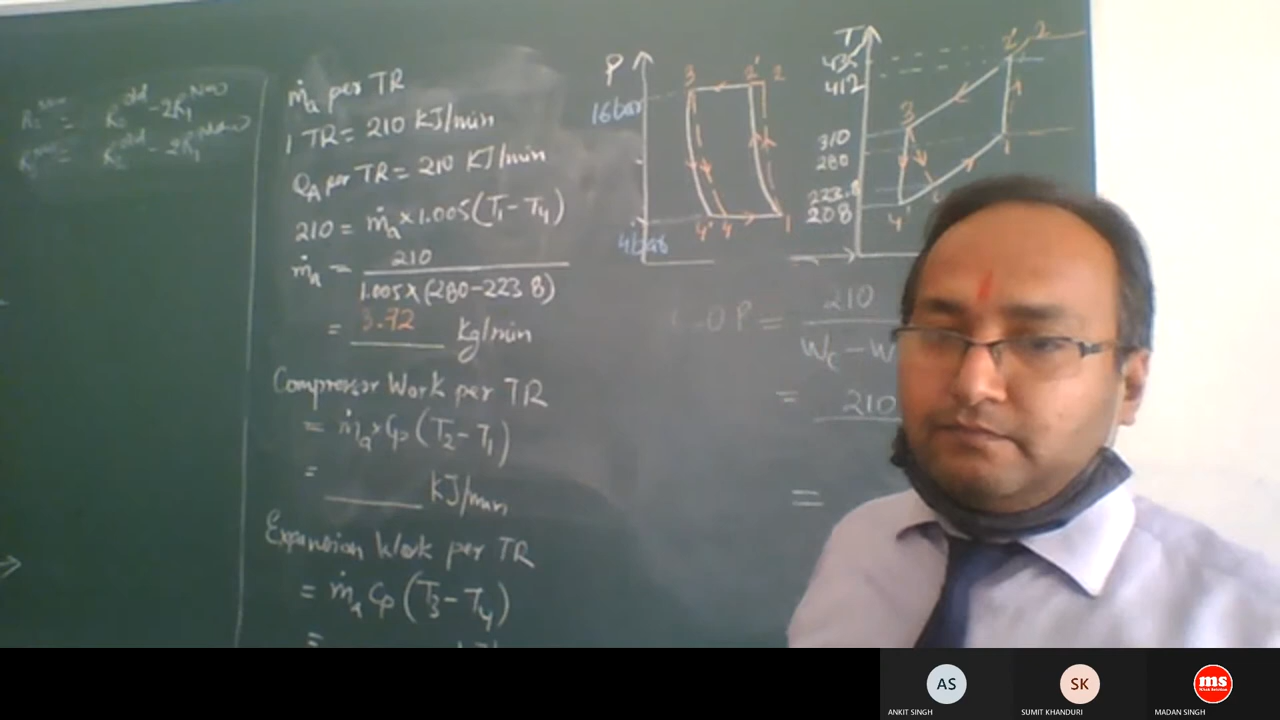 ṁa per TR
1 TR = 210 KJ/min
QA per TR = 210 KJ/min
210 = ṁa × 1.005 (T1 - T4)
ṁa = 210
1.005 × (280 - 223.8)
= 3.72 Kg/min
Compressor Work per TR
= ṁa × Cp (T2 - T1)
= ______ KJ/min
Expansion Work per TR
= ṁa Cp (T3 - T4)
=
P
3 2' 2
16 bar
4 bar
4' 4 1
T
2' 2
412
3
310
280
1
223.8
208
4'
OP = 210
Wc - W
= 210
=
AS
SK
ms
ANKIT SINGH
SUMIT KHANDURI
MADAN SINGH